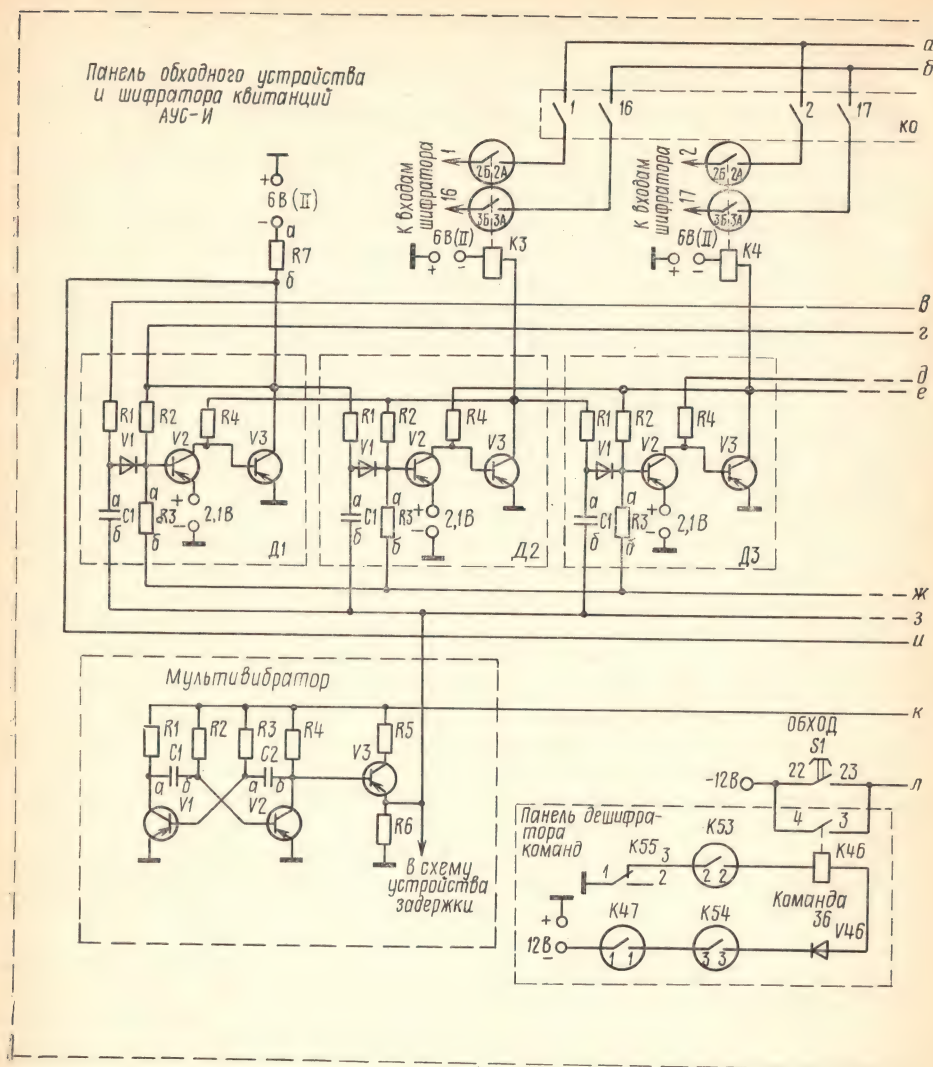 Панель обходного устройства
и шифратора квитанций
АУС-И
а
б
1
16
2
17
КО
К входам
шифратора
1
16
2Б 2А
3Б 3А
К входам
шифратора
2
17
2Б 2А
3Б 3А
+
6В (II)
-
а
R7
б
6В(II)
+ -
К3
6В(II)
+ -
К4
в
г
д
е
R1
R2
R4
V1
V2
V3
а
C1
б
а
R3
б
+
-
2,1В
Д1
R1
R2
R4
V1
V2
V3
а
C1
б
а
R3
б
+
-
2,1В
Д2
R1
R2
R4
V1
V2
V3
а
C1
б
а
R3
б
+
-
2,1В
Д3
ж
з
и
Мультивибратор
к
R1
R2
R3
R4
R5
C1
C2
а б
а б
V1
V2
V3
R6
В схему
устройства
задержки
ОБХОД
S1
-12В
22
23
л
4
3
Панель дешифра-
тора
команд
К55
1
3
2
К53
2 2
К46
Команда
36
V46
+
12В
-
К47
1 1
К54
3 3